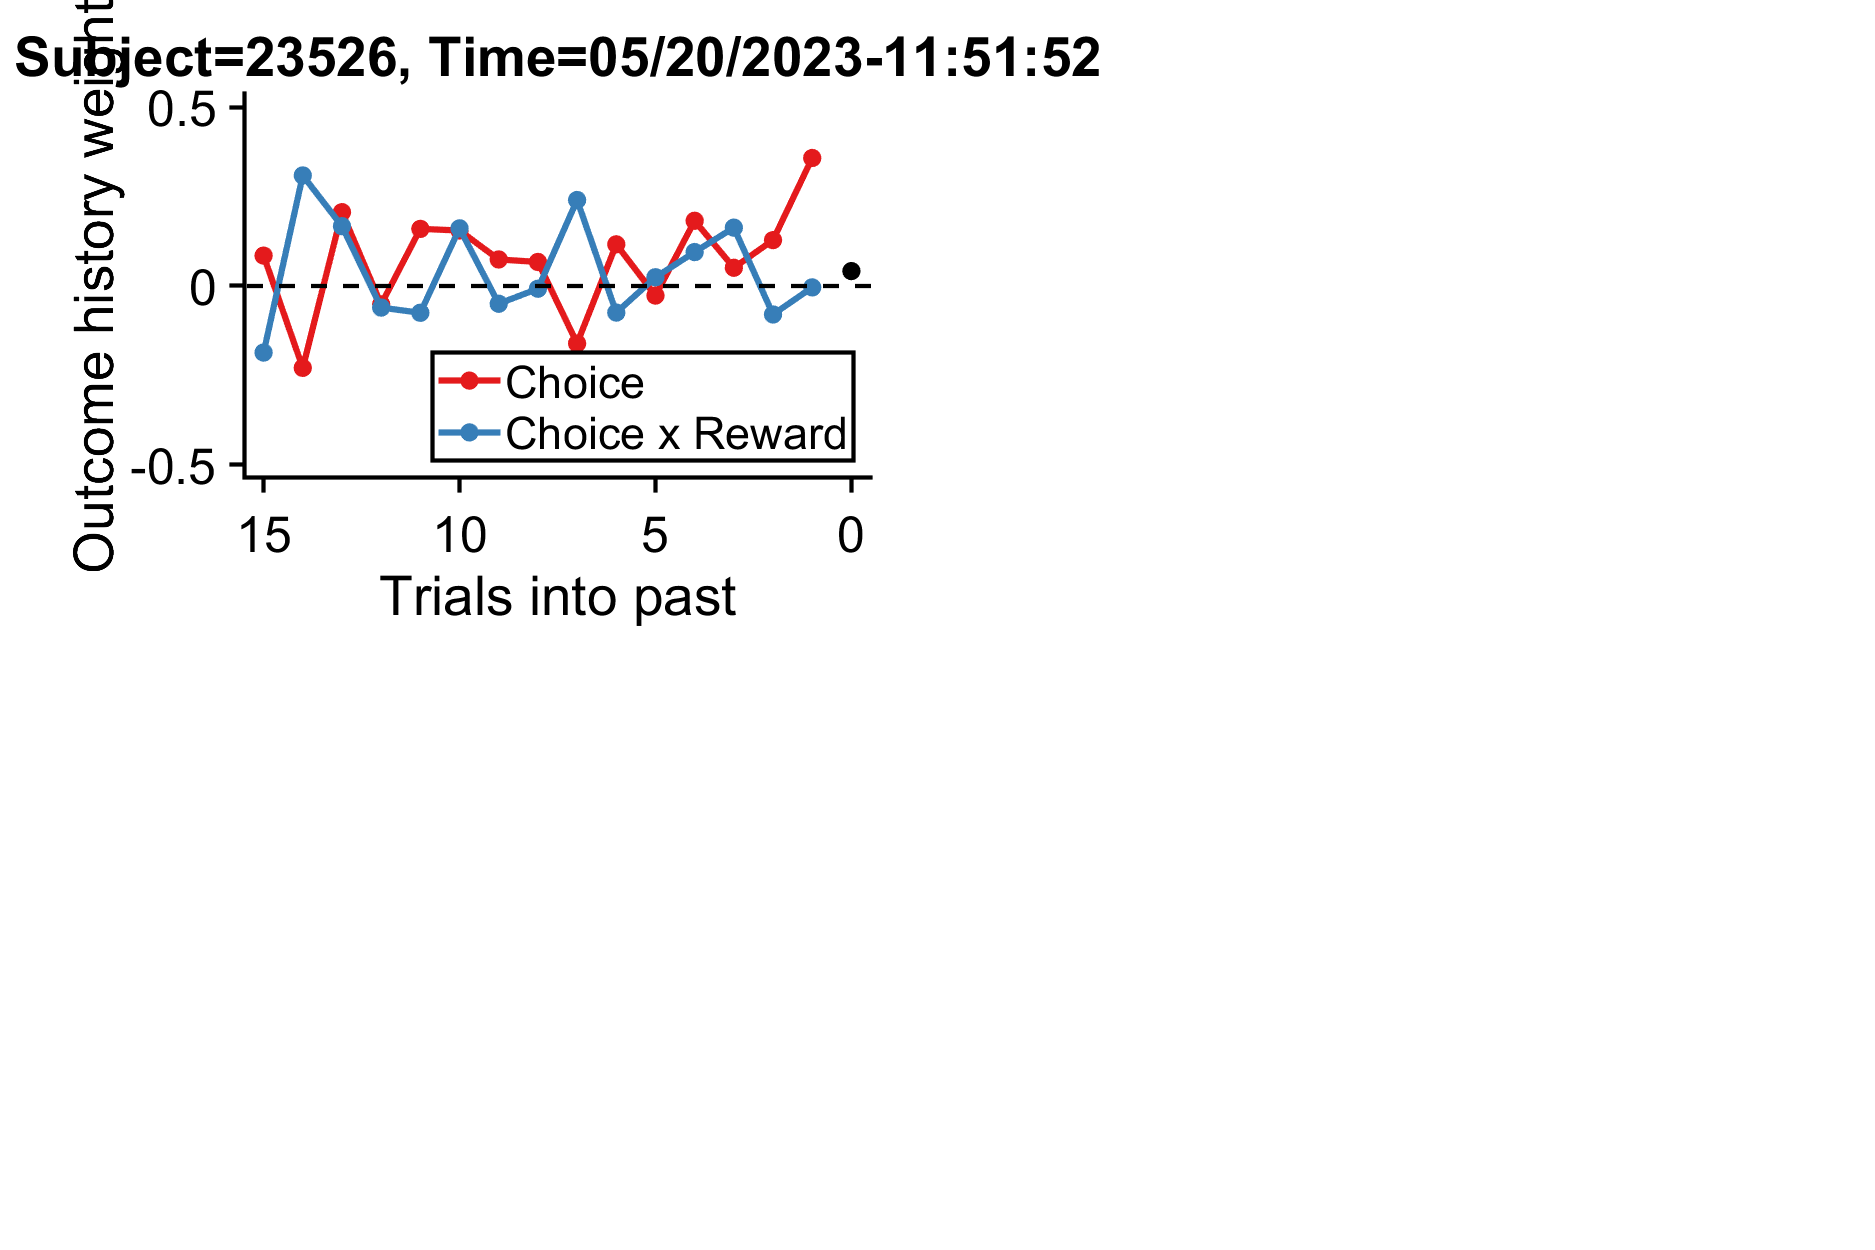 Subject=23526, Time=05/20/2023-11:51:52
Outcome history weight
0.5
0
-0.5
Choice
Choice x Reward
15 10 5 0
Trials into past